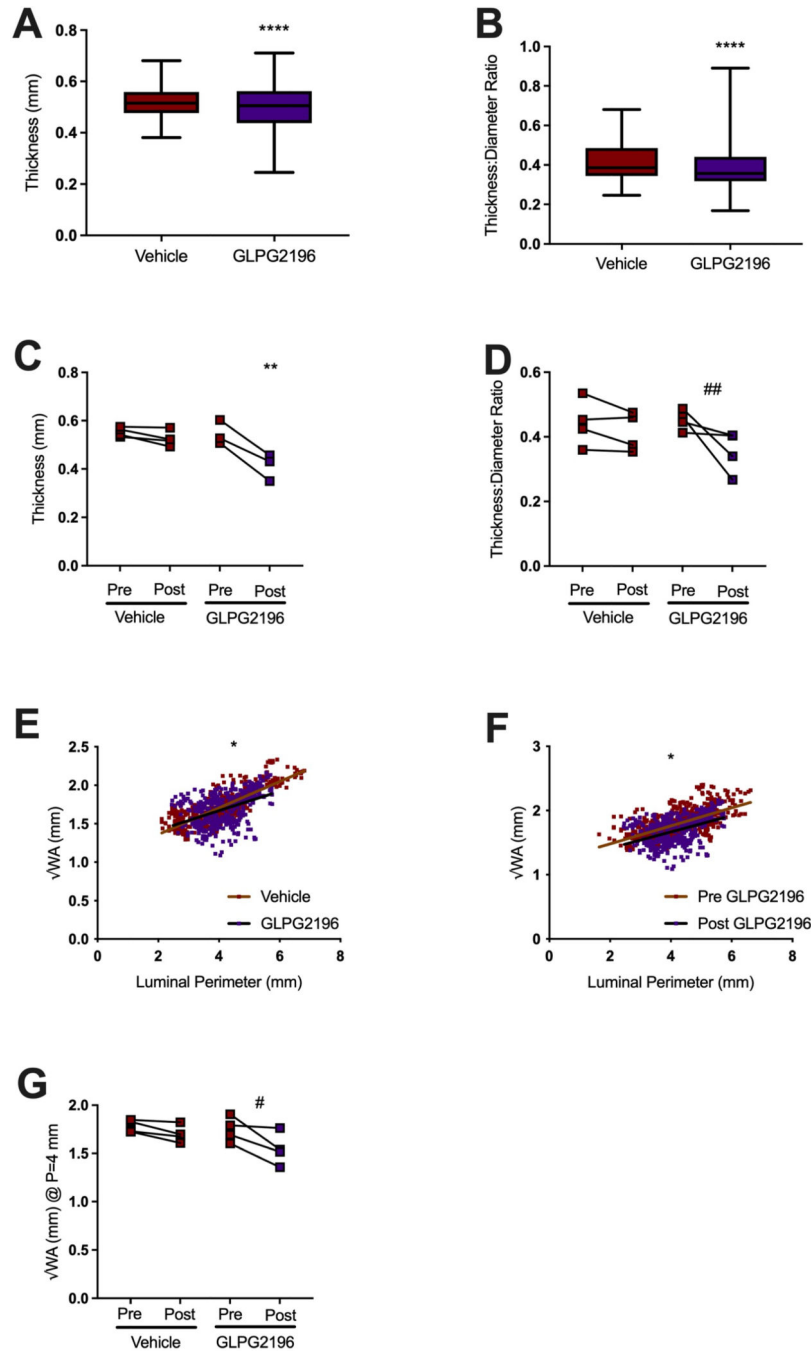 A
Thickness (mm)
0.8
0.6
0.4
0.2
0.0
****
Vehicle
GLPG2196
B
Thickness:Diameter Ratio
1.0
0.8
0.6
0.4
0.2
0.0
****
Vehicle
GLPG2196
C
Thickness (mm)
0.8
0.6
0.4
0.2
0.0
**
Pre Post Pre Post
Vehicle GLPG2196
D
Thickness:Diameter Ratio
0.6
0.4
0.2
0.0
##
Pre Post Pre Post
Vehicle GLPG2196
E
√WA (mm)
2.5
2.0
1.5
1.0
0.5
0.0
*
Vehicle
GLPG2196
0 2 4 6 8
Luminal Perimeter (mm)
F
√WA (mm)
3
2
1
0
*
Pre GLPG2196
Post GLPG2196
0 2 4 6 8
Luminal Perimeter (mm)
G
√WA (mm) @ P=4 mm
2.0
1.5
1.0
0.5
0.0
#
Pre Post Pre Post
Vehicle GLPG2196